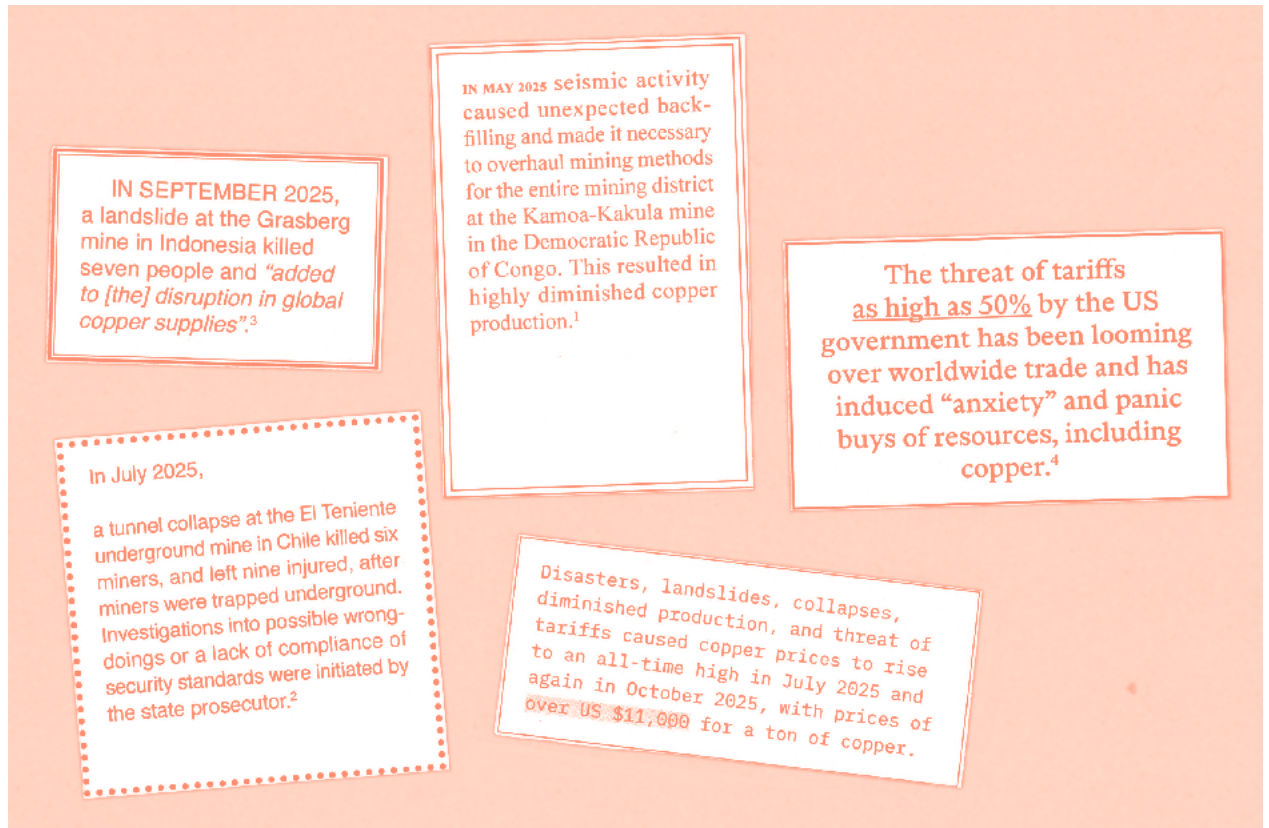 IN SEPTEMBER 2025,
a landslide at the Grasberg
mine in Indonesia killed
seven people and “added
to [the] disruption in global
copper supplies”.³
IN MAY 2025 seismic activity
caused unexpected back-
filling and made it necessary
to overhaul mining methods
for the entire mining district
at the Kamoa-Kakula mine
in the Democratic Republic
of Congo. This resulted in
highly diminished copper
production.¹
The threat of tariffs
as high as 50% by the US
government has been looming
over worldwide trade and has
induced “anxiety” and panic
buys of resources, including
copper.⁴
In July 2025,
a tunnel collapse at the El Teniente
underground mine in Chile killed six
miners, and left nine injured, after
miners were trapped underground.
Investigations into possible wrong-
doings or a lack of compliance of
security standards were initiated by
the state prosecutor.²
Disasters, landslides, collapses,
diminished production, and threat of
tariffs caused copper prices to rise
to an all-time high in July 2025 and
again in October 2025, with prices of
over US $11,000 for a ton of copper.